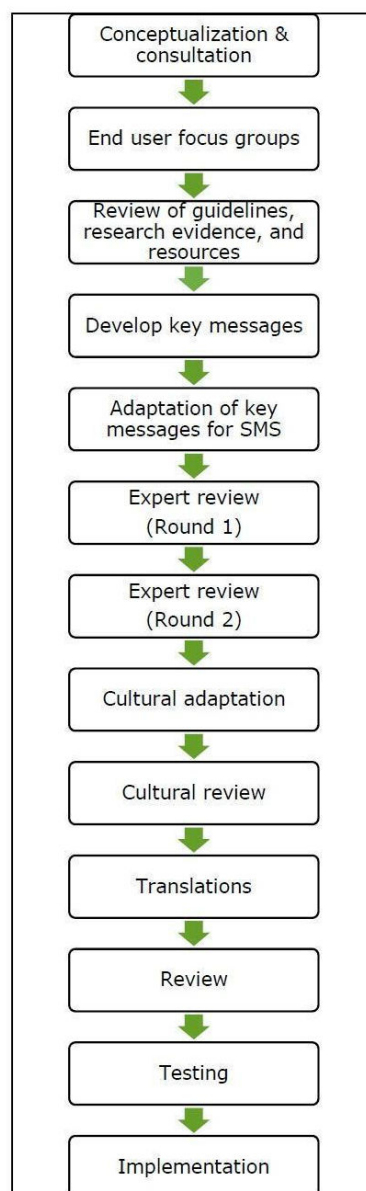 Conceptualization &
consultation
End user focus groups
Review of guidelines,
research evidence, and
resources
Develop key messages
Adaptation of key
messages for SMS
Expert review
(Round 1)
Expert review
(Round 2)
Cultural adaptation
Cultural review
Translations
Review
Testing
Implementation